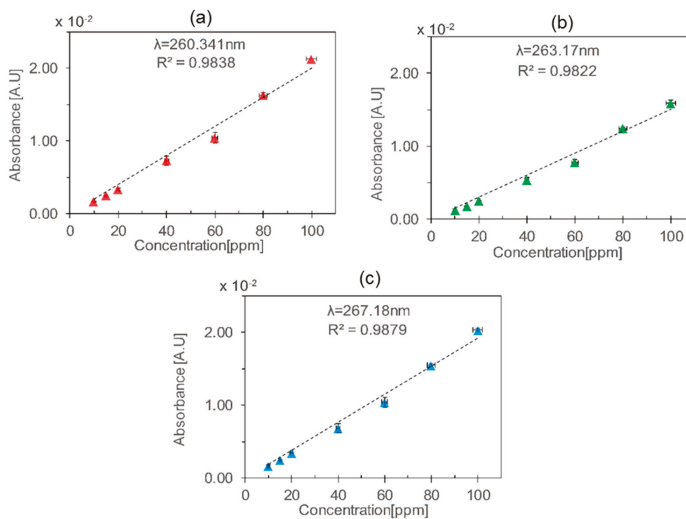 (a)
x 10⁻²
λ=260.341nm
R² = 0.9838
2.00
1.00
0.00
0 20 40 60 80 100
Absorbance[A.U]
Concentration[ppm]
(b)
x 10⁻²
λ=263.17nm
R² = 0.9822
2.00
1.00
0.00
0 20 40 60 80 100
Absorbance[A.U]
Concentration[ppm]
(c)
x 10⁻²
λ=267.18nm
R² = 0.9879
2.00
1.00
0.00
0 20 40 60 80 100
Absorbance[A.U]
Concentration[ppm]